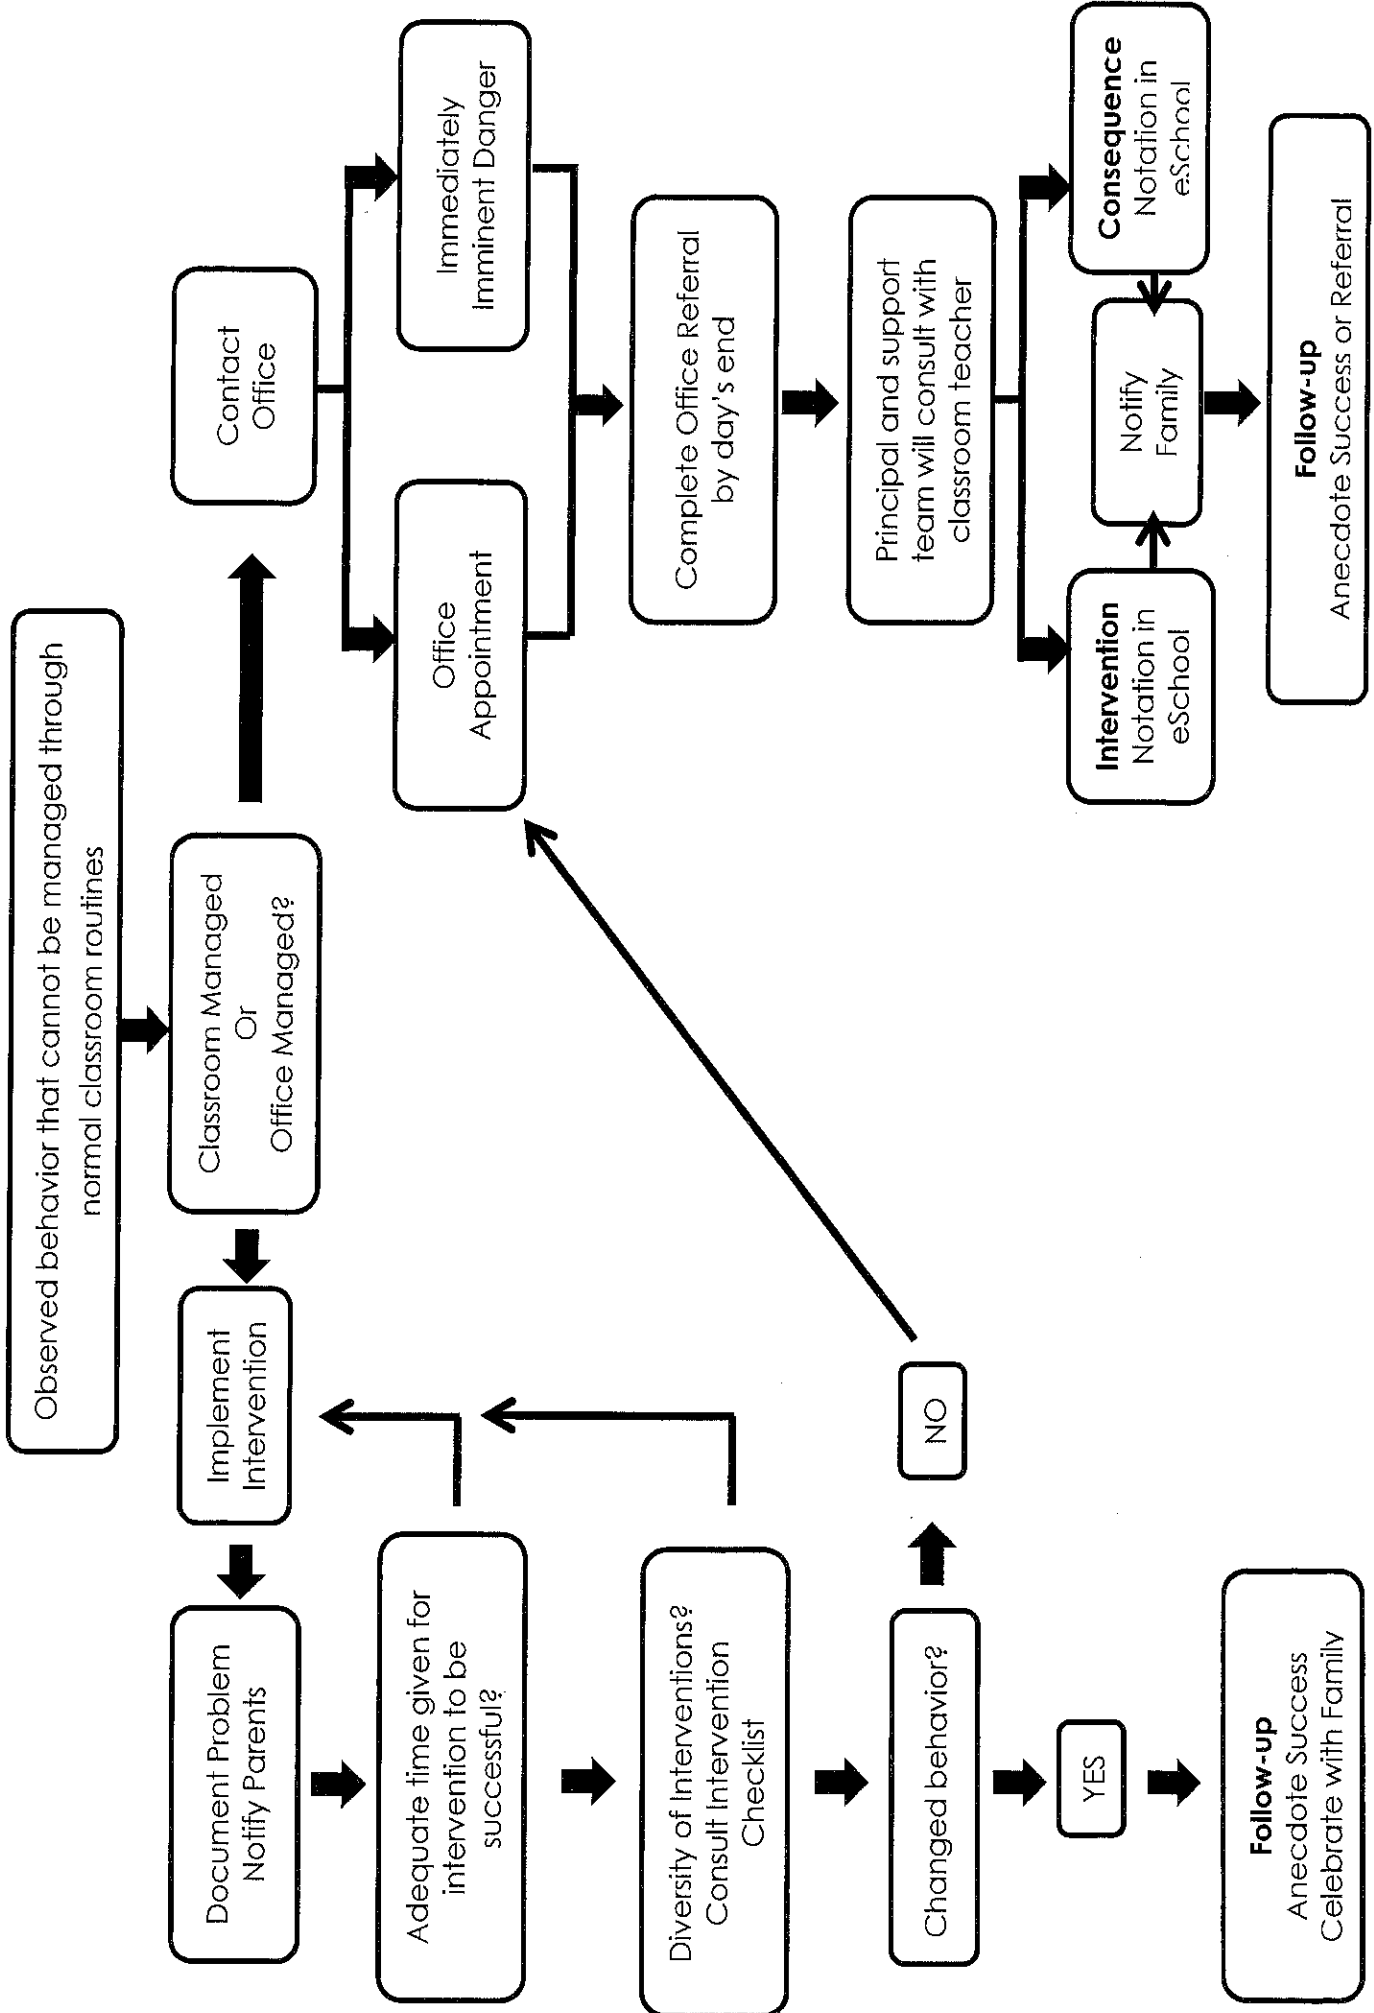 Observed behavior that cannot be managed through
normal classroom routines
Classroom Managed
Or
Office Managed?
Implement
Intervention
Document Problem
Notify Parents
Adequate time given for
intervention to be
successful?
Diversity of Interventions?
Consult Intervention
Checklist
Changed behavior?
NO
YES
Follow-up
Anecdote Success
Celebrate with Family
Contact
Office
Office
Appointment
Immediately
Imminent Danger
Complete Office Referral
by day's end
Principal and support
team will consult with
classroom teacher
Intervention
Notation in
eSchool
Notify
Family
Consequence
Notation in
eSchool
Follow-up
Anecdote Success or Referral